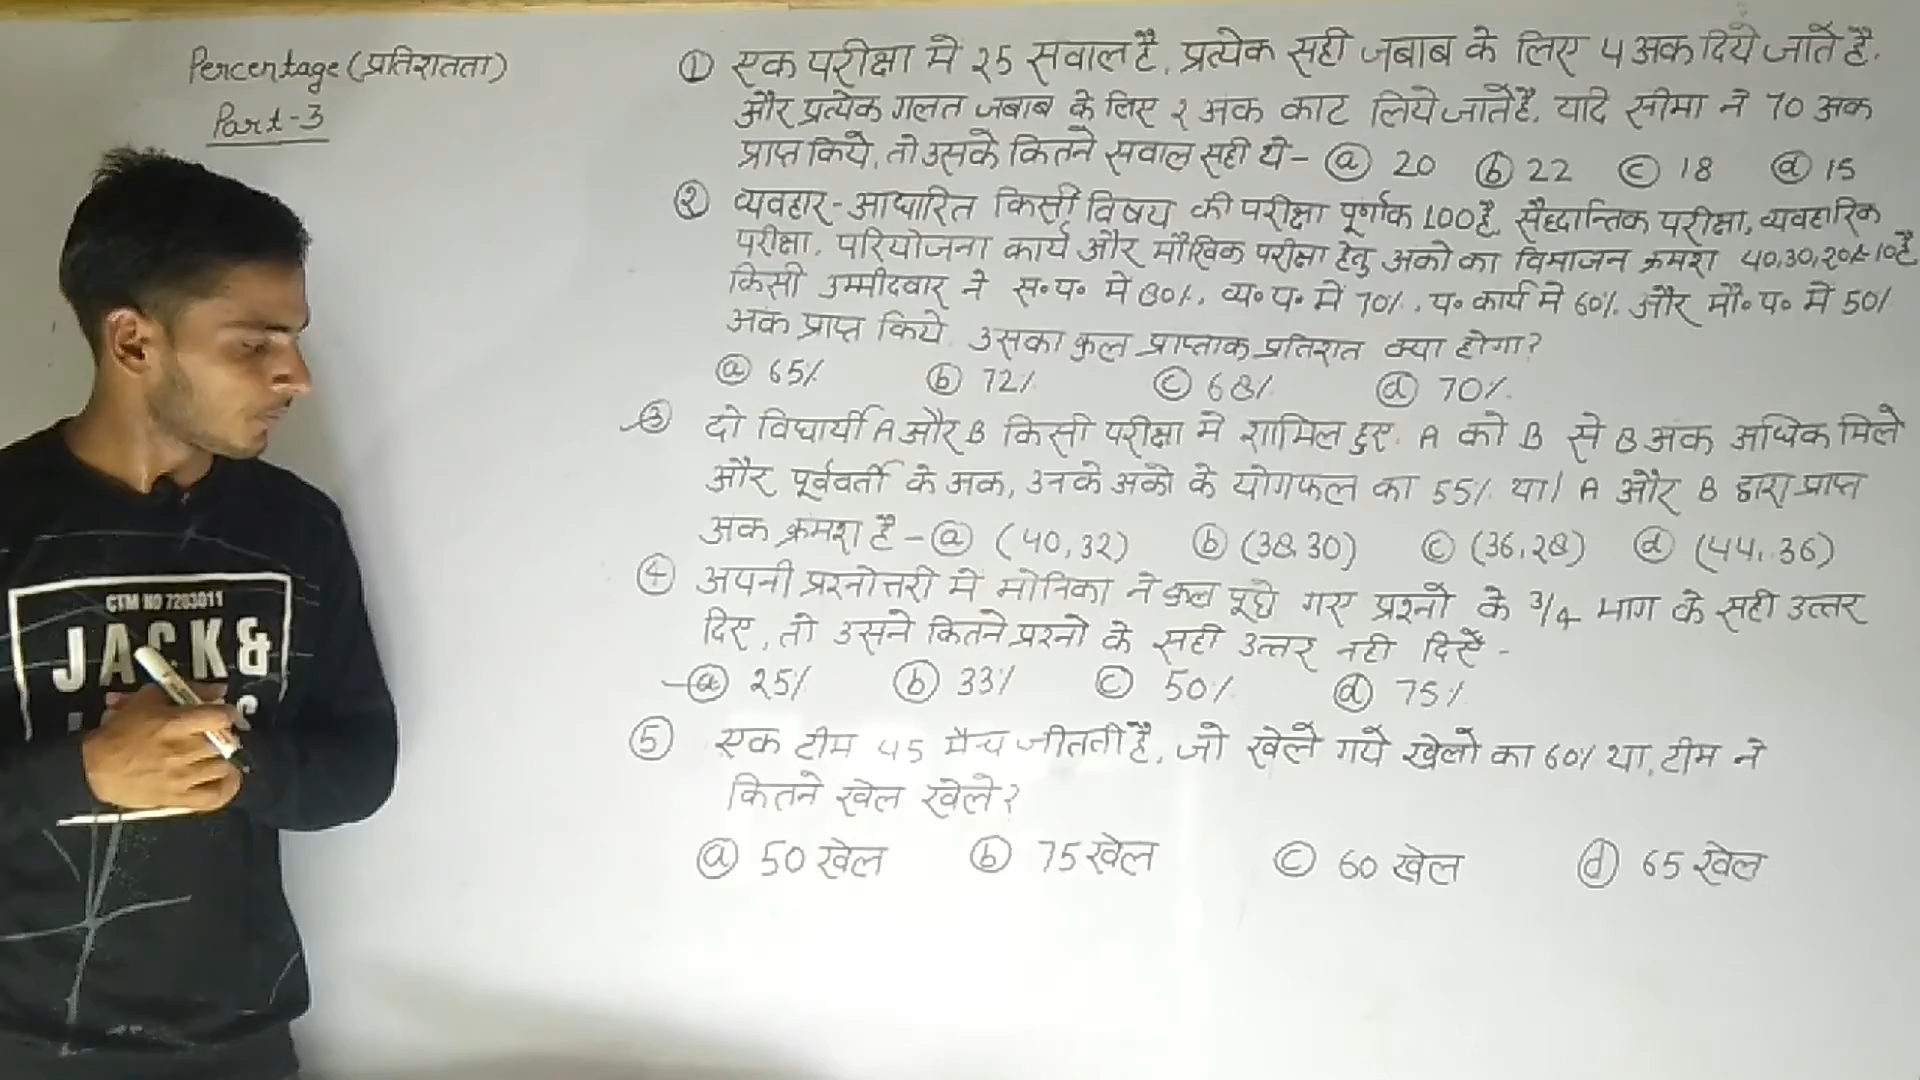 Percentage (प्रतिशतता)
Part-3
① एक परीक्षा मे 25 सवाल है, प्रत्येक सही जबाब के लिए 4 अक दिये जाते है,
और प्रत्येक गलत जबाब के लिए 2 अंक काट लिये जाते है, यदि सीमा ने 70 अक
प्राप्त किये, तो उसके कितने सवाल सही थे - ⓐ 20 ⓑ 22 ⓒ 18 ⓓ 15
② व्यवहार-आधारित किसी विषय की परीक्षा पूर्णांक 100 है, सैद्धान्तिक परीक्षा, व्यवहारिक
परीक्षा, परियोजना कार्य और मौखिक परीक्षा हेतु अंको का विभाजन क्रमश 40,30,20 & 10 है
किसी उम्मीदवार ने स॰प॰ मे 80%, व्य॰प॰ में 70%, प॰ कार्य मे 60% और मौ॰प॰ में 50%
अंक प्राप्त किये, उसका कुल प्राप्ताक प्रतिशत क्या होगा?
ⓐ 65% ⓑ 72% ⓒ 68% ⓓ 70%
③ दो विधार्थी A और B किसी परीक्षा मे शामिल हुए, A को B से 8 अंक अधिक मिले
और पूर्ववर्ती के अक, उनके अंको के योगफल का 55% था। A और B द्वारा प्राप्त
अंक क्रमश है - ⓐ (40,32) ⓑ (38,30) ⓒ (36,28) ⓓ (44,36)
④ अपनी प्रश्नोत्तरी मे मोनिका ने कुल पूछे गए प्रश्नो के 3/4 भाग के सही उत्तर
दिए, तो उसने कितने प्रश्नो के सही उत्तर नही दिऐं -
ⓐ 25% ⓑ 33% ⓒ 50% ⓓ 75%
⑤ एक टीम 45 मैच जीतती है, जो खेले गये खेलो का 60% था, टीम ने
कितने खेल खेले?
ⓐ 50 खेल ⓑ 75 खेल ⓒ 60 खेल ⓓ 65 खेल
CTM NO 7203011
JACK&